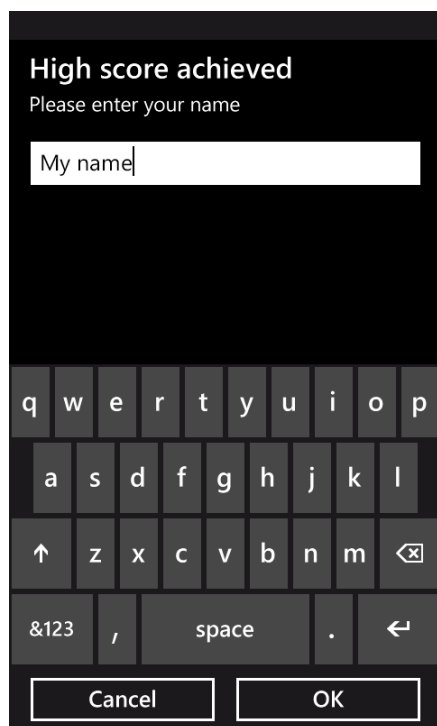 High score achieved
Please enter your name
My name
q w e r t y u i o p
a s d f g h j k l
z x c v b n m
&123 , space .
Cancel OK